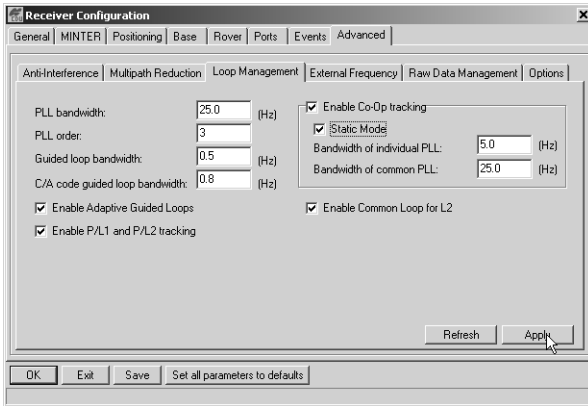 Receiver Configuration
General MINTER Positioning Base Rover Ports Events Advanced
Anti-Interference Multipath Reduction Loop Management External Frequency Raw Data Management Options
PLL bandwidth: 25.0 (Hz)
PLL order: 3
Guided loop bandwidth: 0.5 (Hz)
C/A code guided loop bandwidth: 0.8 (Hz)
Enable Adaptive Guided Loops
Enable P/L1 and P/L2 tracking
Enable Co-Op tracking
Static Mode
Bandwidth of individual PLL: 5.0 (Hz)
Bandwidth of common PLL: 25.0 (Hz)
Enable Common Loop for L2
Refresh Apply
OK Exit Save Set all parameters to defaults